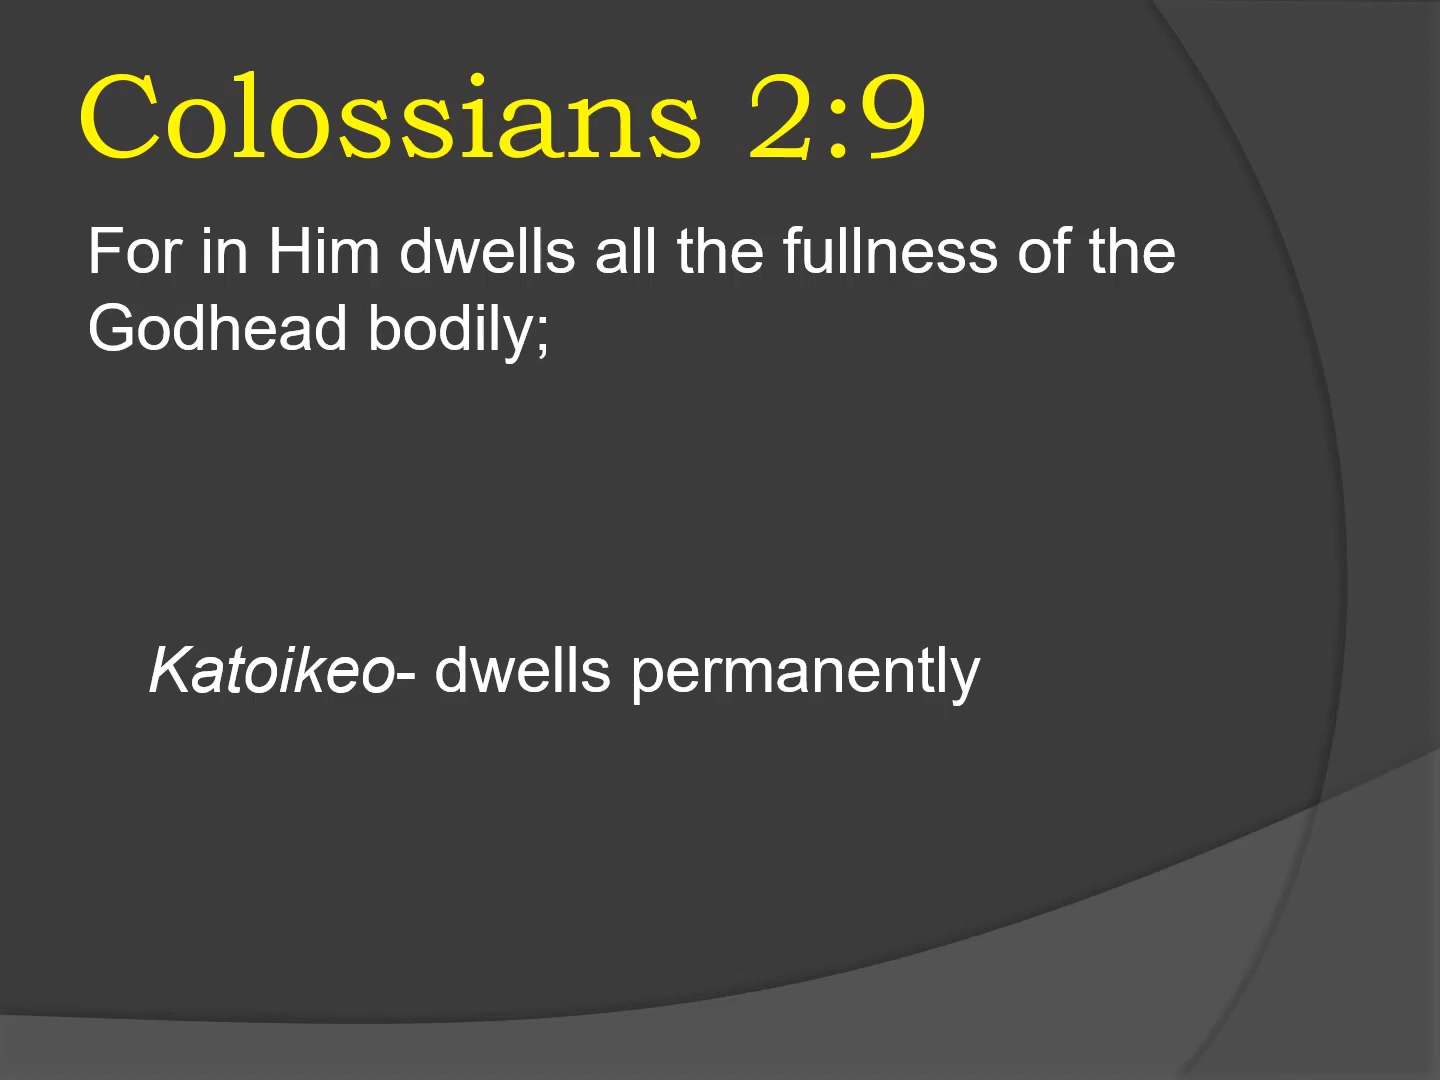 Colossians 2:9
For in Him dwells all the fullness of the
Godhead bodily;
Katoikeo- dwells permanently